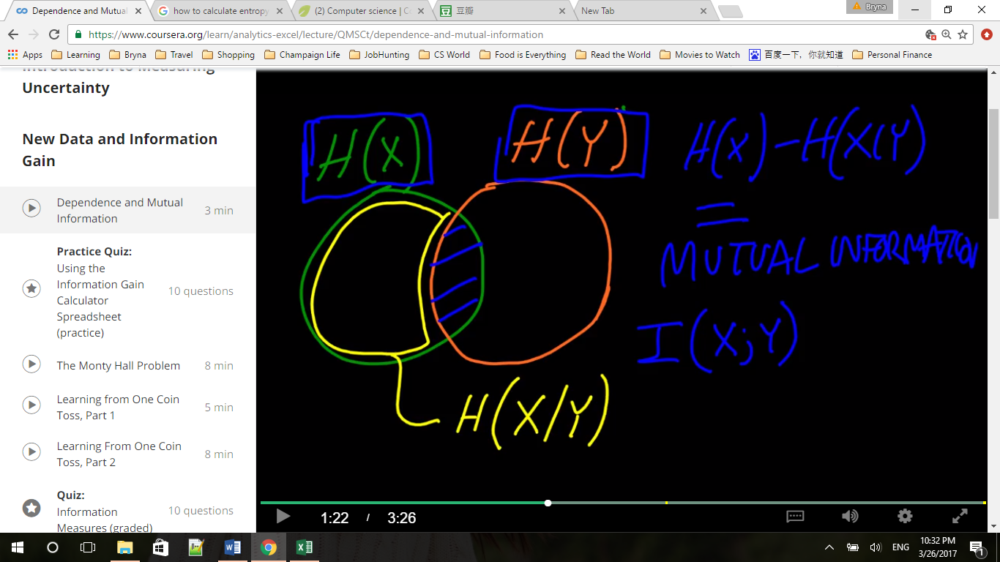 Dependence and Mutual
how to calculate entropy
(2) Computer science | C
豆瓣
New Tab
Bryna
https://www.coursera.org/learn/analytics-excel/lecture/QMSCt/dependence-and-mutual-information
Apps Learning Bryna Travel Shopping Champaign Life JobHunting CS World Food is Everything Read the World Movies to Watch 百度一下，你就知道 Personal Finance
Introduction to Measuring
Uncertainty
New Data and Information
Gain
Dependence and Mutual
Information
3 min
Practice Quiz:
Using the
Information Gain
Calculator
Spreadsheet
(practice)
10 questions
The Monty Hall Problem 8 min
Learning from One Coin
Toss, Part 1
5 min
Learning From One Coin
Toss, Part 2
8 min
Quiz:
Information
Measures (graded)
10 questions
H(X) H(Y) H(X)-H(X|Y)
=
MUTUAL INFORMATION
I(X;Y)
H(X/Y)
1:22 / 3:26
ENG
10:32 PM
3/26/2017
1